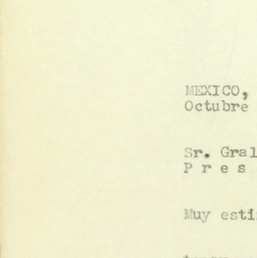 MEXICO,
Octubre
Sr. Gral
P r e s
Muy esti